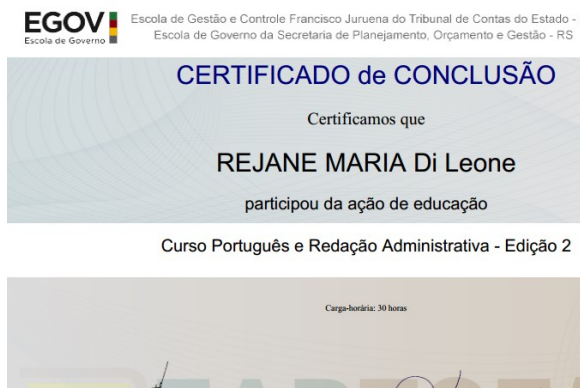 EGOV
Escola de Governo
Escola de Gestão e Controle Francisco Juruena do Tribunal de Contas do Estado -
Escola de Governo da Secretaria de Planejamento, Orçamento e Gestão - RS
CERTIFICADO de CONCLUSÃO
Certificamos que
REJANE MARIA Di Leone
participou da ação de educação
Curso Português e Redação Administrativa - Edição 2
Carga-horária: 30 horas